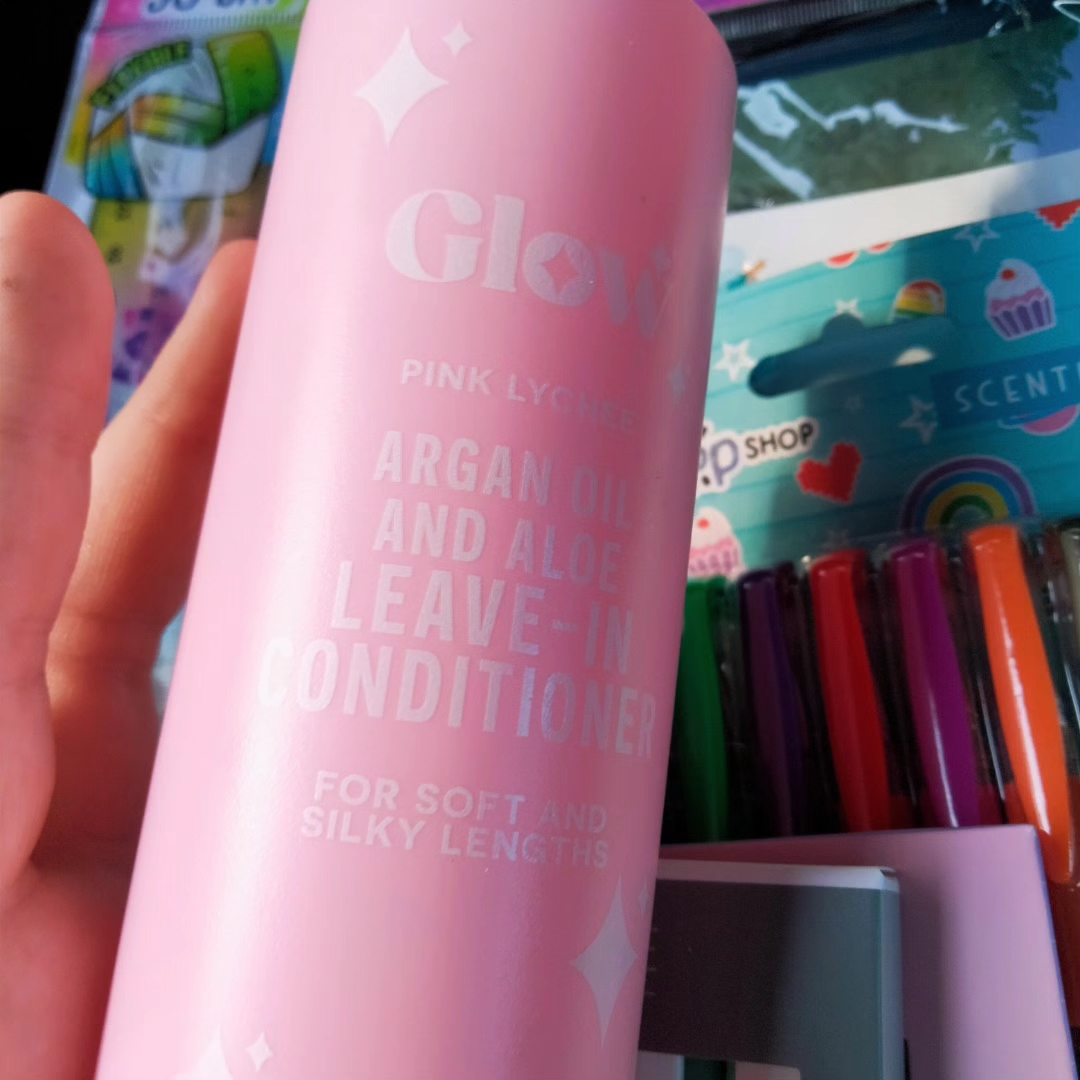 Glow
PINK LYCHEE
ARGAN OIL
AND ALOE
LEAVE-IN
CONDITIONER
FOR SOFT AND
SILKY LENGTHS
SHOP